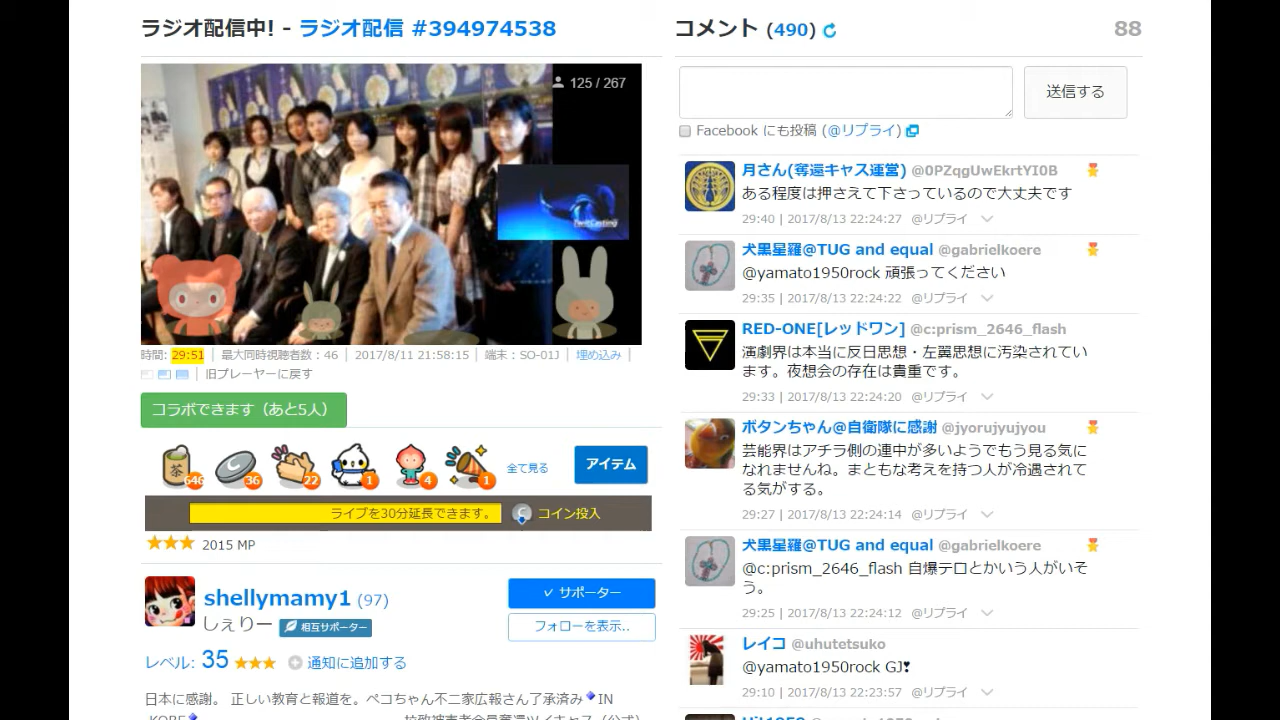 ラジオ配信中! - ラジオ配信 #394974538
125 / 267
TwitCasting
時間: 29:51 | 最大同時視聴者数 : 46 | 2017/8/11 21:58:15 | 端末 : SO-01J | 埋め込み |
| 旧プレーヤーに戻す
コラボできます（あと5人）
茶
646 36 22 1 4 1 全て見る アイテム
ライブを30分延長できます。 C コイン投入
★★★ 2015 MP
shellymamy1 (97)
しぇりー 相互サポーター
✓ サポーター
フォローを表示..
レベル: 35 ★★★ 通知に追加する
日本に感謝。 正しい教育と報道を。ペコちゃん不二家広報さん了承済み🔹IN
コメント (490) 88
送信する
Facebook にも投稿 (@リプライ)
月さん(奪還キャス運営) @0PZqgUwEkrtYI0B
ある程度は押さえて下さっているので大丈夫です
29:40 | 2017/8/13 22:24:27 @リプライ
犬黒星羅@TUG and equal @gabrielkoere
@yamato1950rock 頑張ってください
29:35 | 2017/8/13 22:24:22 @リプライ
RED-ONE[レッドワン] @c:prism_2646_flash
演劇界は本当に反日思想・左翼思想に汚染されてい
ます。夜想会の存在は貴重です。
29:33 | 2017/8/13 22:24:20 @リプライ
ボタンちゃん@自衛隊に感謝 @jyorujyujyou
芸能界はアチラ側の連中が多いようでもう見る気に
なれませんね。まともな考えを持つ人が冷遇されて
る気がする。
29:27 | 2017/8/13 22:24:14 @リプライ
犬黒星羅@TUG and equal @gabrielkoere
@c:prism_2646_flash 自爆テロとかいう人がいそ
う。
29:25 | 2017/8/13 22:24:12 @リプライ
レイコ @uhutetsuko
@yamato1950rock GJ❣
29:10 | 2017/8/13 22:23:57 @リプライ